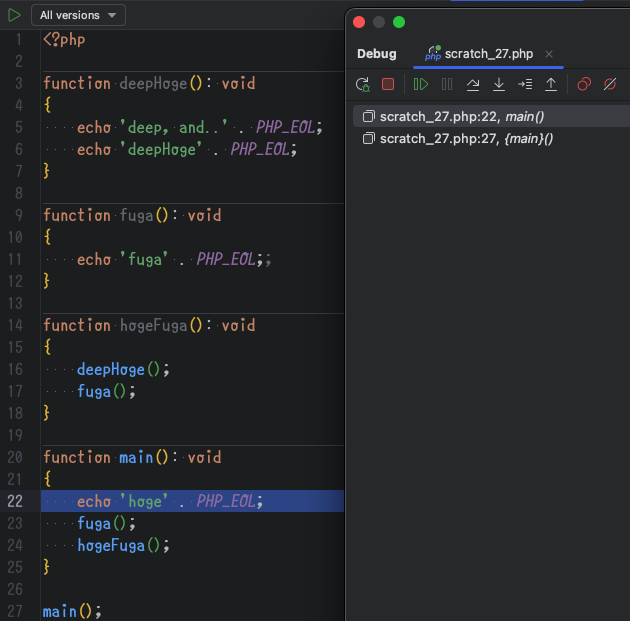 All versions
1 <?php
2
3 function deepHoge(): void
4 {
5 echo 'deep, and..' . PHP_EOL;
6 echo 'deepHoge' . PHP_EOL;
7 }
8
9 function fuga(): void
10 {
11 echo 'fuga' . PHP_EOL;;
12 }
13
14 function hogeFuga(): void
15 {
16 deepHoge();
17 fuga();
18 }
19
20 function main(): void
21 {
22 echo 'hoge' . PHP_EOL;
23 fuga();
24 hogeFuga();
25 }
26
27 main();
Debug php scratch_27.php
scratch_27.php:22, main()
scratch_27.php:27, {main}()